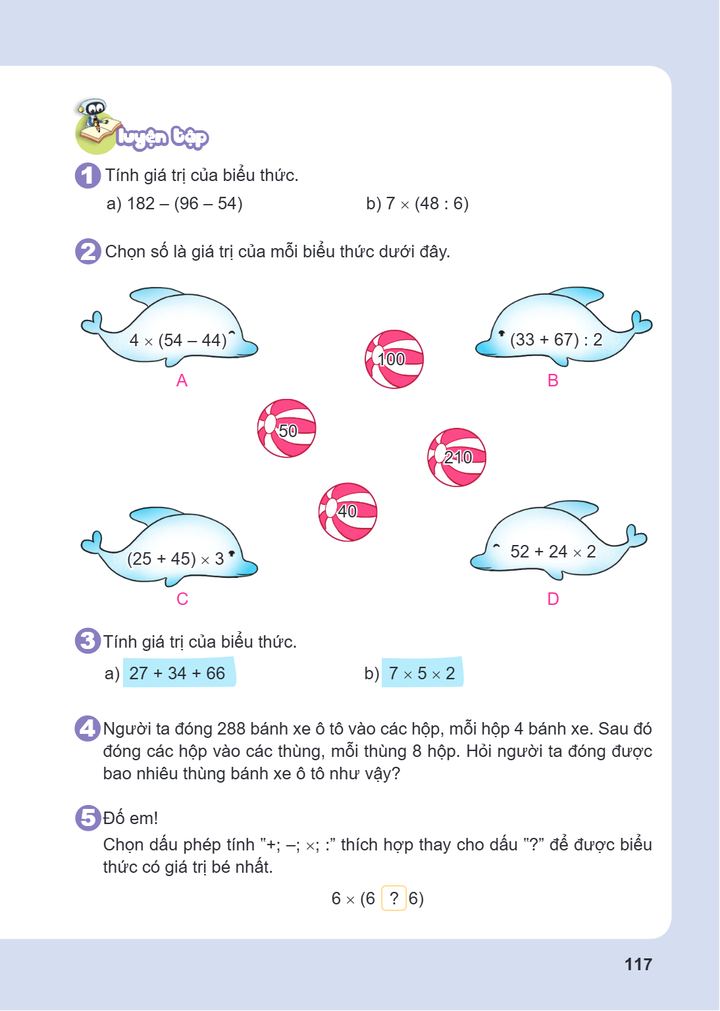 luyện tập
1 Tính giá trị của biểu thức.
a) 182 – (96 – 54) b) 7 × (48 : 6)
2 Chọn số là giá trị của mỗi biểu thức dưới đây.
4 × (54 – 44) (33 + 67) : 2
100
A B
50
210
40
(25 + 45) × 3 52 + 24 × 2
C D
3 Tính giá trị của biểu thức.
a) 27 + 34 + 66 b) 7 × 5 × 2
4 Người ta đóng 288 bánh xe ô tô vào các hộp, mỗi hộp 4 bánh xe. Sau đó
đóng các hộp vào các thùng, mỗi thùng 8 hộp. Hỏi người ta đóng được
bao nhiêu thùng bánh xe ô tô như vậy?
5 Đố em!
Chọn dấu phép tính "+; –; ×; :" thích hợp thay cho dấu "?" để được biểu
thức có giá trị bé nhất.
6 × (6 ? 6)
117